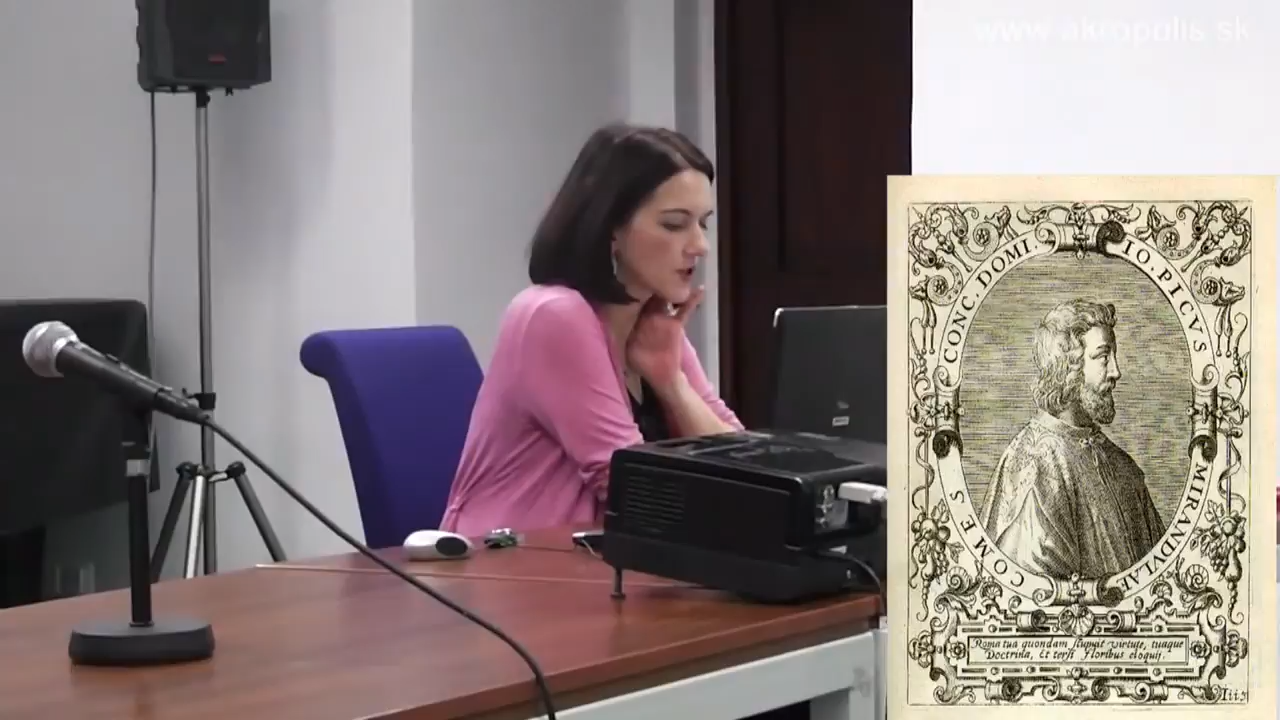 www.akropolis.sk
CONC. DOMI. IO. PICVS MIRANDVLAE
COMES
Roma tua quondam stupuit virtute, tuaque
Doctrina, et tersi floribus eloquij.